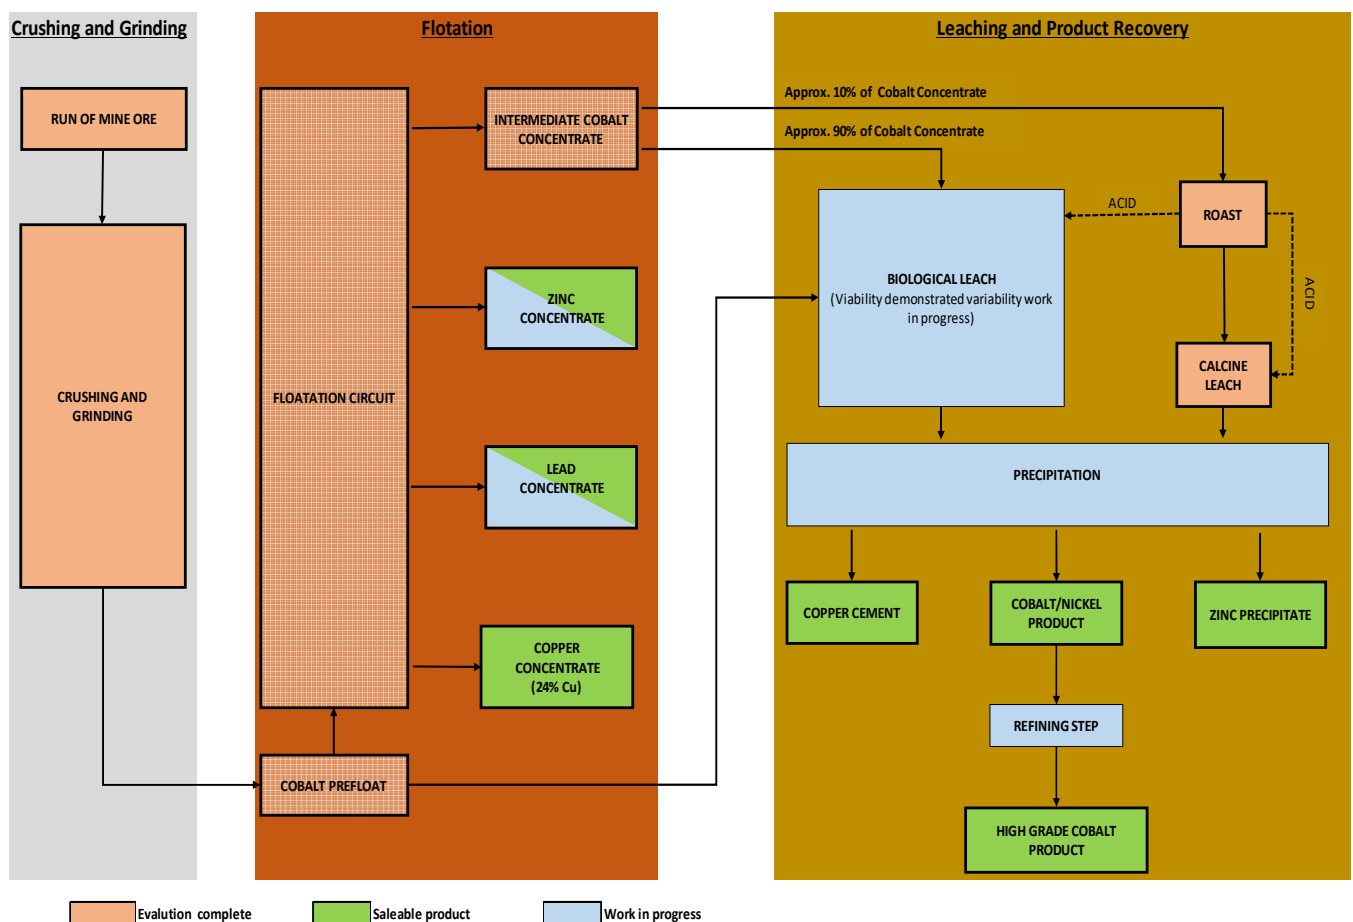 Crushing and Grinding
Flotation
Leaching and Product Recovery
RUN OF MINE ORE
CRUSHING AND
GRINDING
FLOATATION CIRCUIT
COBALT PREFLOAT
INTERMEDIATE COBALT
CONCENTRATE
ZINC
CONCENTRATE
LEAD
CONCENTRATE
COPPER
CONCENTRATE
(24% Cu)
Approx. 10% of Cobalt Concentrate
Approx. 90% of Cobalt Concentrate
BIOLOGICAL LEACH
(Viability demonstrated variability work
in progress)
ACID
ROAST
ACID
CALCINE
LEACH
PRECIPITATION
COPPER CEMENT
COBALT/NICKEL
PRODUCT
ZINC PRECIPITATE
REFINING STEP
HIGH GRADE COBALT
PRODUCT
Evalution complete
Saleable product
Work in progress